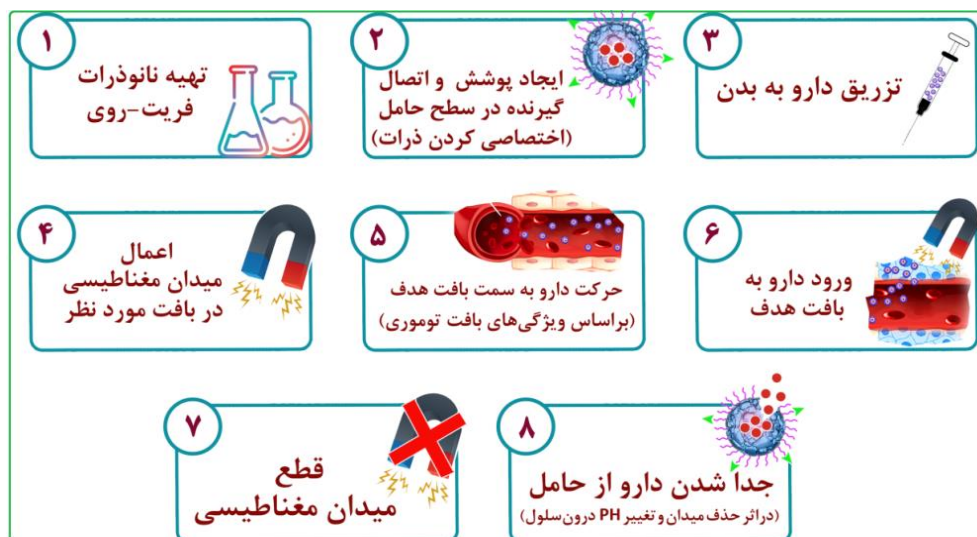 ۱
تهیه نانوذرات
فریت-روی
۲
ایجاد پوشش و اتصال
گیرنده در سطح حامل
(اختصاصی کردن ذرات)
۳
تزریق دارو به بدن
۴
اعمال
میدان مغناطیسی
در بافت مورد نظر
۵
حرکت دارو به سمت بافت هدف
(براساس ویژگی‌های بافت توموری)
۶
ورود دارو به
بافت هدف
۷
قطع
میدان مغناطیسی
۸
جدا شدن دارو از حامل
(دراثر حذف میدان و تغییر PH درون‌سلول)